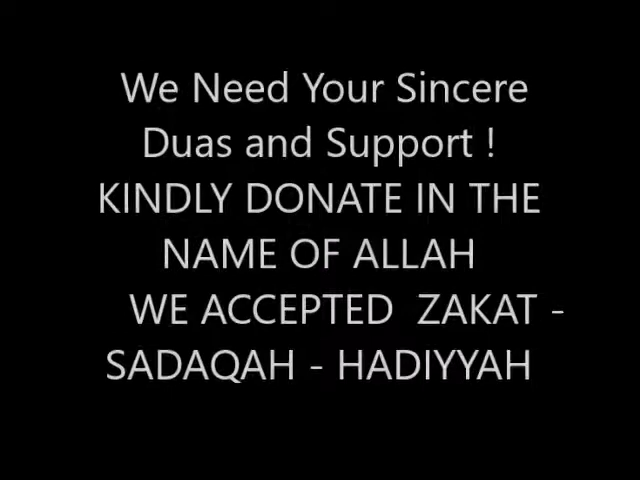 We Need Your Sincere
Duas and Support !
KINDLY DONATE IN THE
NAME OF ALLAH
WE ACCEPTED ZAKAT -
SADAQAH - HADIYYAH